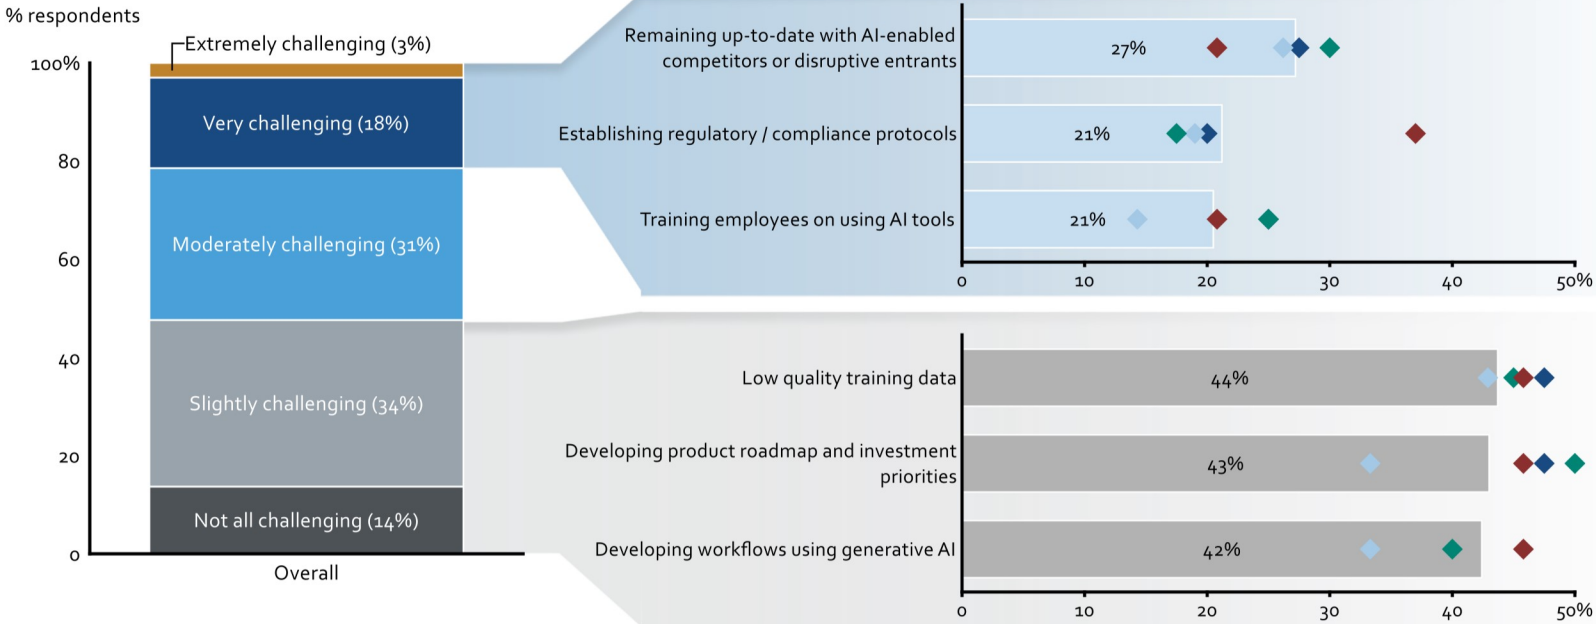 % respondents
Extremely challenging (3%)
100%
80
60
40
20
0
Very challenging (18%)
Moderately challenging (31%)
Slightly challenging (34%)
Not all challenging (14%)
Overall
Remaining up-to-date with AI-enabled
competitors or disruptive entrants
27%
Establishing regulatory / compliance protocols
21%
Training employees on using AI tools
21%
0 10 20 30 40 50%
Low quality training data
44%
Developing product roadmap and investment
priorities
43%
Developing workflows using generative AI
42%
0 10 20 30 40 50%